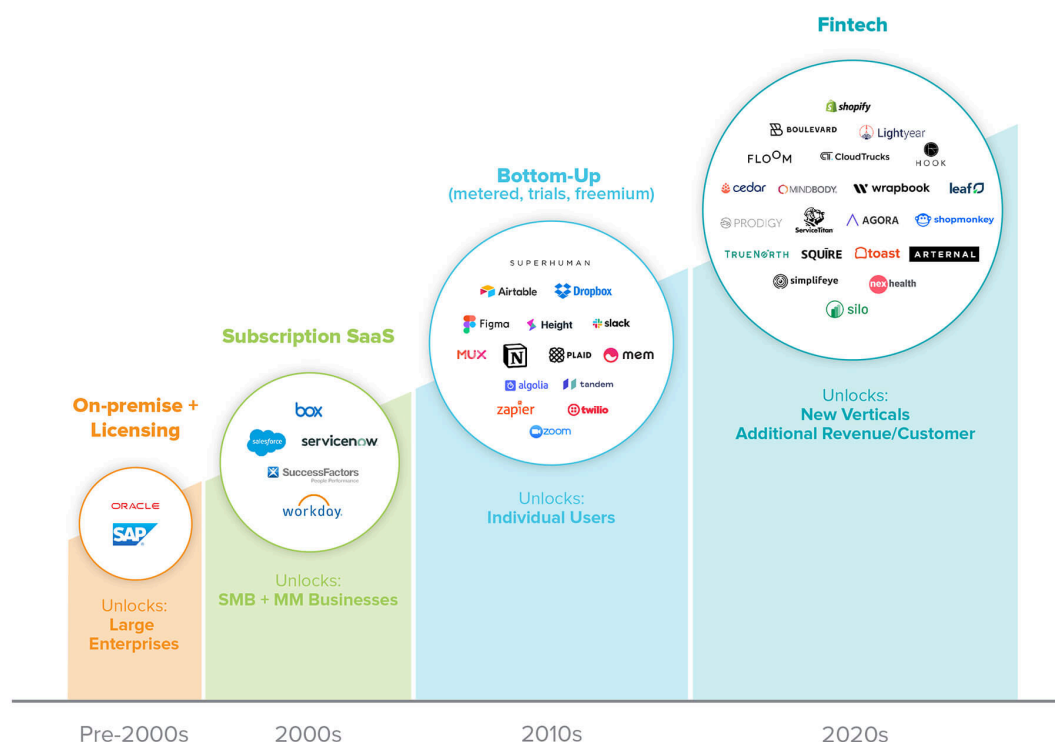 Fintech
shopify
BOULEVARD Lightyear
FLOOM CloudTrucks HOOK
cedar MINDBODY. wrapbook leaf
PRODIGY ServiceTitan AGORA shopmonkey
TRUENORTH SQUIRE toast ARTERNAL
simplifeye nexhealth
silo
Unlocks:
New Verticals
Additional Revenue/Customer
Bottom-Up
(metered, trials, freemium)
SUPERHUMAN
Airtable Dropbox
Figma Height slack
MUX N PLAID mem
algolia tandem
zapier twilio
zoom
Unlocks:
Individual Users
Subscription SaaS
box
salesforce servicenow
SuccessFactors
People Performance
workday.
Unlocks:
SMB + MM Businesses
On-premise +
Licensing
ORACLE
SAP
Unlocks:
Large
Enterprises
Pre-2000s 2000s 2010s 2020s